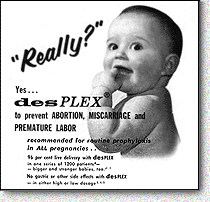 "Really?"
Yes...
desPLEX®
to prevent ABORTION, MISCARRIAGE and
PREMATURE LABOR
recommended for routine prophylaxis
in ALL pregnancies...
96 per cent live delivery with desPLEX
in one series of 1200 patients⁴—
— bigger and stronger babies, too.
No gastric or other side effects with desPLEX
— in either high or low dosage